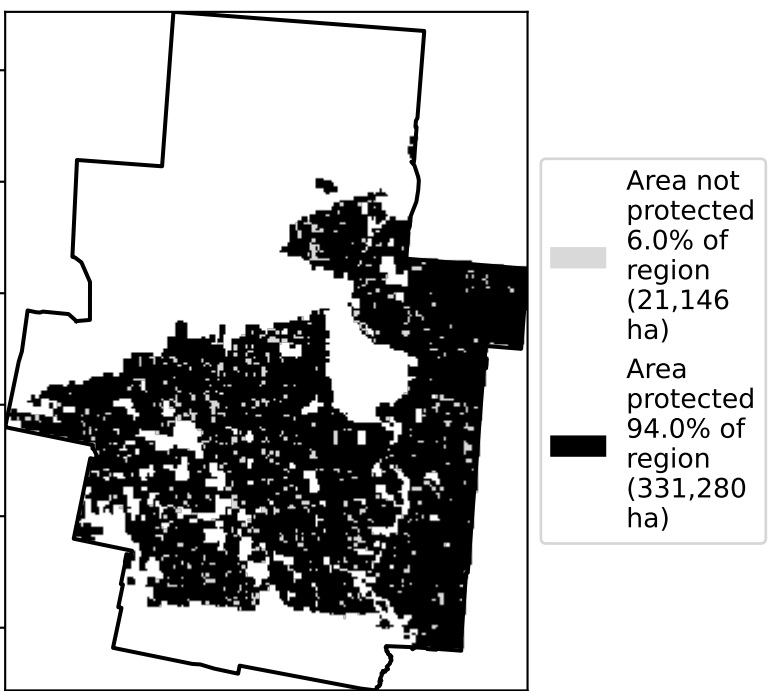 Area not
protected
6.0% of
region
(21,146
ha)
Area
protected
94.0% of
region
(331,280
ha)